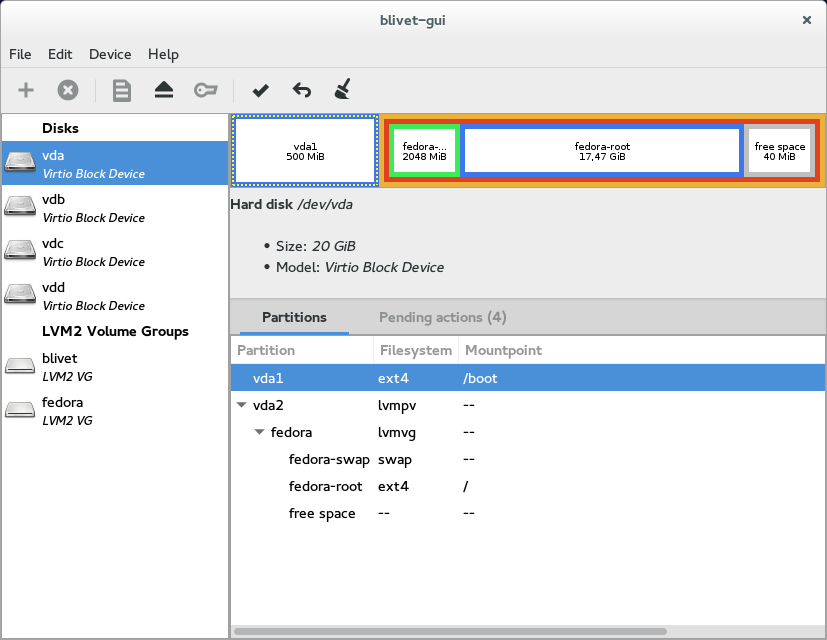 blivet-gui
File Edit Device Help
Disks
vda
Virtio Block Device
vdb
Virtio Block Device
vdc
Virtio Block Device
vdd
Virtio Block Device
LVM2 Volume Groups
blivet
LVM2 VG
fedora
LVM2 VG
vda1
500 MiB
fedora-...
2048 MiB
fedora-root
17,47 GiB
free space
40 MiB
Hard disk /dev/vda
• Size: 20 GiB
• Model: Virtio Block Device
Partitions Pending actions (4)
Partition Filesystem Mountpoint
vda1 ext4 /boot
vda2 lvmpv --
fedora lvmvg --
fedora-swap swap --
fedora-root ext4 /
free space -- --